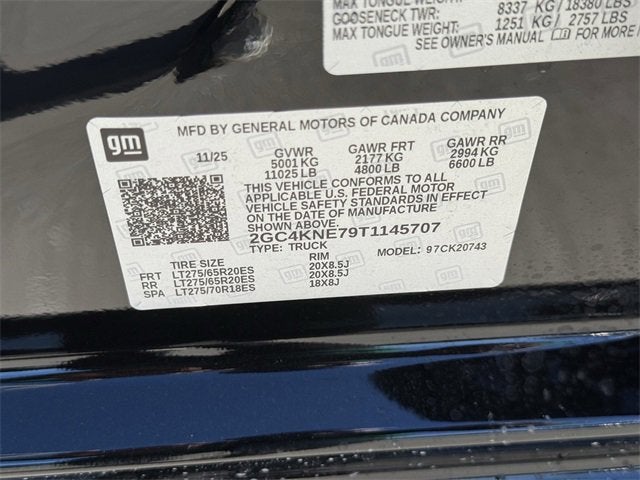 MAX TONGUE WEIGHT:
GOOSENECK TWR: 8337 KG / 18380 LBS
MAX TONGUE WEIGHT: 1251 KG / 2757 LBS
SEE OWNER'S MANUAL FOR MORE
gm
MFD BY GENERAL MOTORS OF CANADA COMPANY
11/25 GVWR GAWR FRT GAWR RR
5001 KG 2177 KG 2994 KG
11025 LB 4800 LB 6600 LB
THIS VEHICLE CONFORMS TO ALL
APPLICABLE U.S. FEDERAL MOTOR
VEHICLE SAFETY STANDARDS IN EFFECT
ON THE DATE OF MANUFACTURE
SHOWN ABOVE.
2GC4KNE79T1145707
TYPE: TRUCK MODEL: 97CK20743
TIRE SIZE RIM
FRT LT275/65R20ES 20X8.5J
RR LT275/65R20ES 20X8.5J
SPA LT275/70R18ES 18X8J